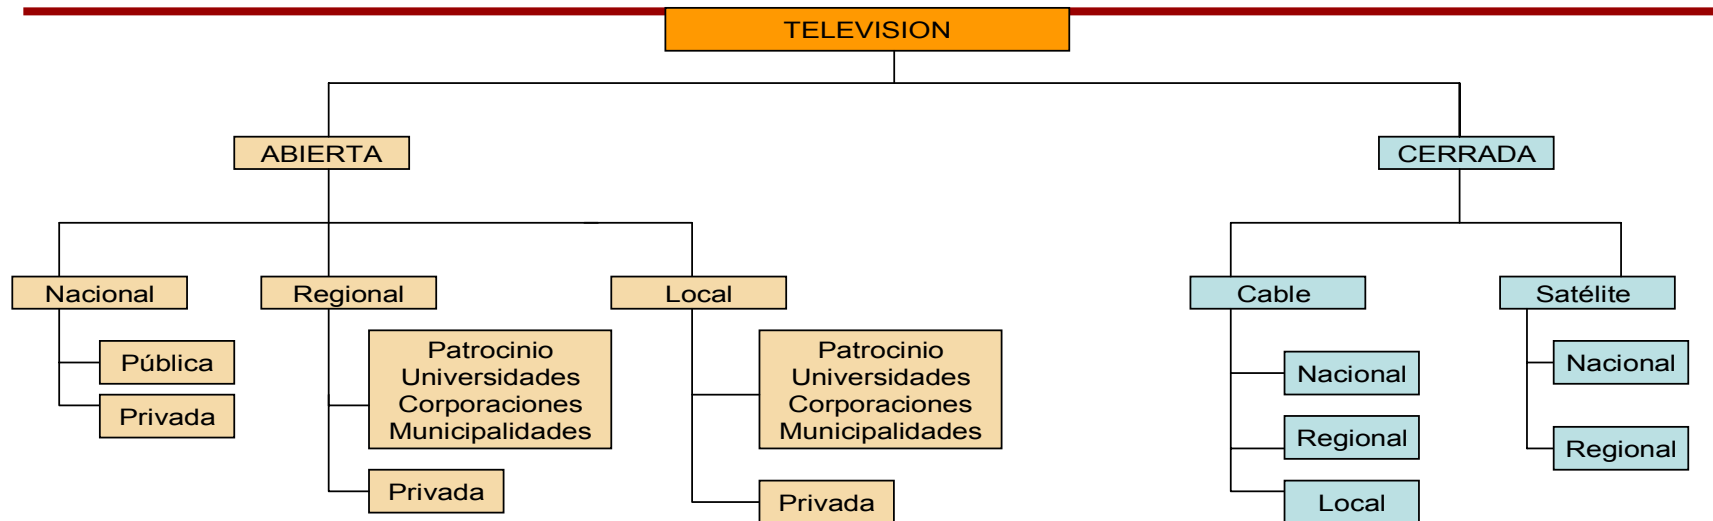 TELEVISION
ABIERTA
CERRADA
Nacional
Regional
Local
Cable
Satélite
Pública
Privada
Patrocinio
Universidades
Corporaciones
Municipalidades
Privada
Patrocinio
Universidades
Corporaciones
Municipalidades
Privada
Nacional
Regional
Local
Nacional
Regional